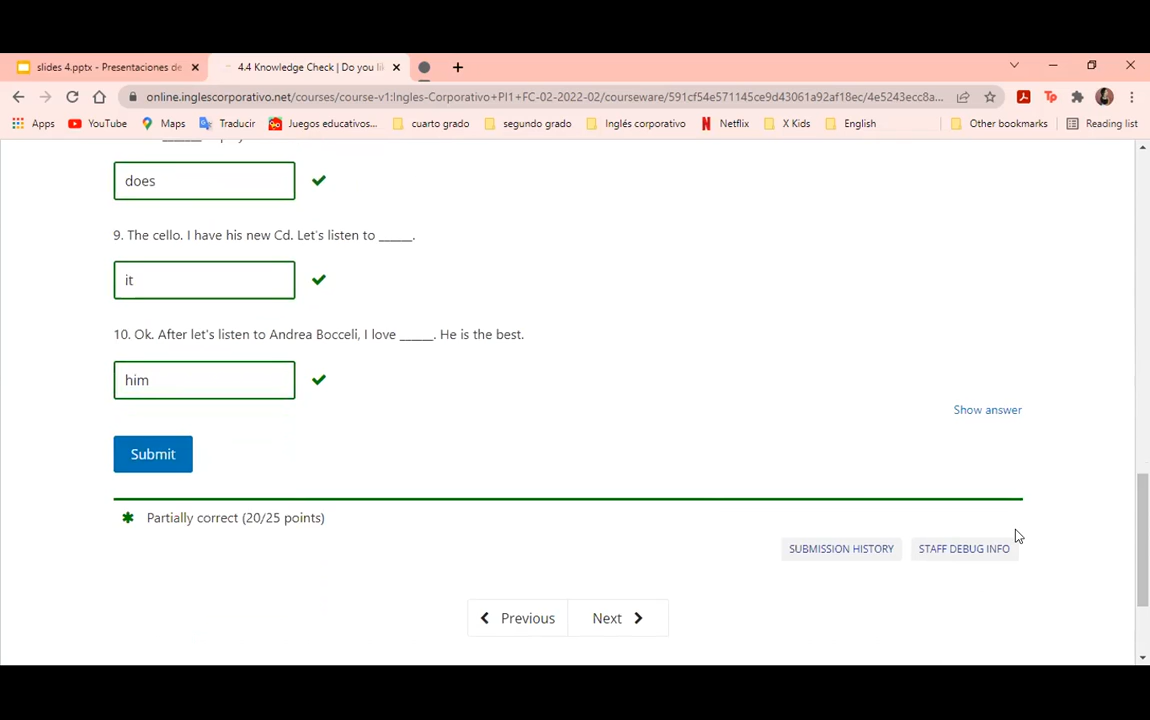 slides 4.pptx - Presentaciones de
4.4 Knowledge Check | Do you li
online.inglescorporativo.net/courses/course-v1:Ingles-Corporativo+PI1+FC-02-2022-02/courseware/591cf54e571145ce9d43061a92af18ec/4e5243ecc8a...
Apps YouTube Maps Traducir Juegos educativos... cuarto grado segundo grado Inglés corporativo Netflix X Kids English Other bookmarks Reading list
does
9. The cello. I have his new Cd. Let's listen to ______.
it
10. Ok. After let's listen to Andrea Bocceli, I love ______. He is the best.
him
Show answer
Submit
Partially correct (20/25 points)
SUBMISSION HISTORY STAFF DEBUG INFO
Previous Next